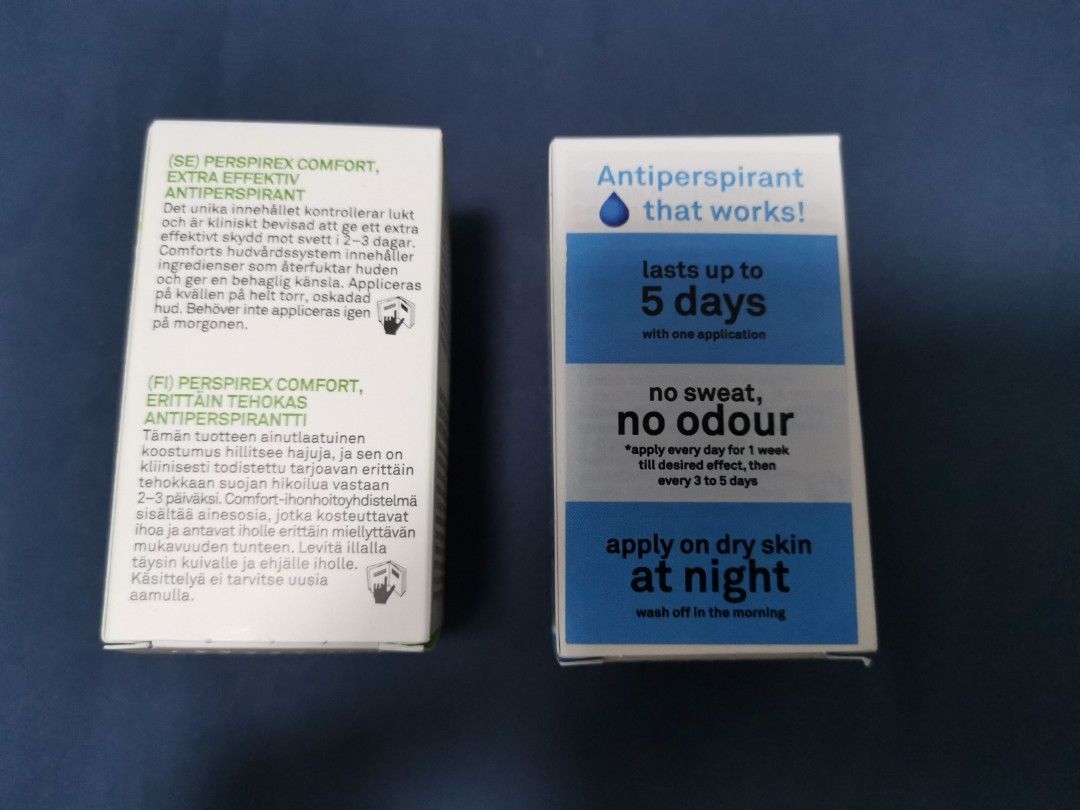 (SE) PERSPIREX COMFORT,
EXTRA EFFEKTIV
ANTIPERSPIRANT
Det unika innehållet kontrollerar lukt
och är kliniskt bevisad att ge ett extra
effektivt skydd mot svett i 2–3 dagar.
Comforts hudvårdssystem innehåller
ingredienser som återfuktar huden
och ger en behaglig känsla. Appliceras
på kvällen på helt torr, oskadad
hud. Behöver inte appliceras igen
på morgonen.
(FI) PERSPIREX COMFORT,
ERITTÄIN TEHOKAS
ANTIPERSPIRANTTI
Tämän tuotteen ainutlaatuinen
koostumus hillitsee hajuja, ja sen on
kliinisesti todistettu tarjoavan erittäin
tehokkaan suojan hikoilua vastaan
2–3 päiväksi. Comfort-ihonhoitoyhdistelmä
sisältää ainesosia, jotka kosteuttavat
ihoa ja antavat iholle erittäin miellyttävän
mukavuuden tunteen. Levitä illalla
täysin kuivalle ja ehjälle iholle.
Käsittelyä ei tarvitse uusia
aamulla.
Antiperspirant
that works!
lasts up to
5 days
with one application
no sweat,
no odour
*apply every day for 1 week
till desired effect, then
every 3 to 5 days
apply on dry skin
at night
wash off in the morning